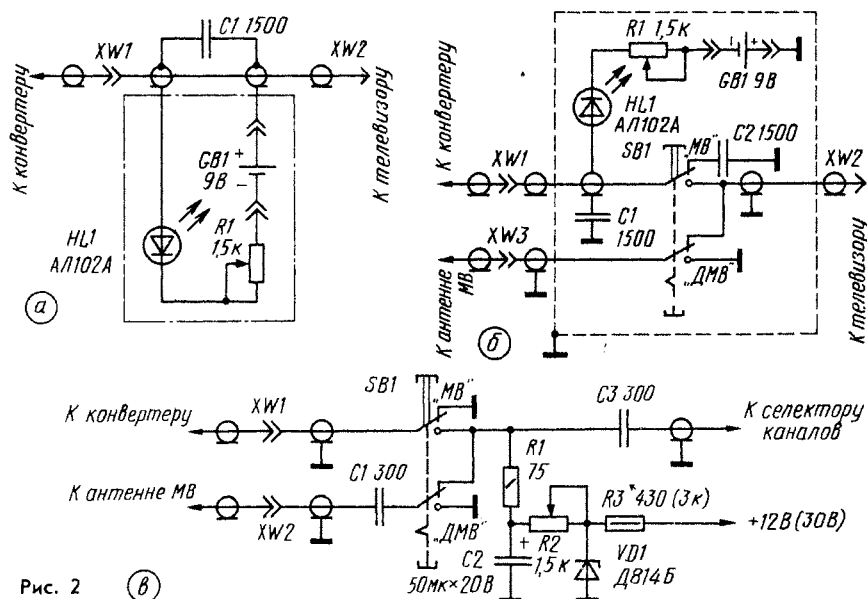 C1 1500
XW1
XW2
К конвертеру
К телевизору
GB1 +
9В –
R1
1,5к
HL1
АЛ102А
а
R1 1,5к
– +
GB1 9В
HL1
АЛ102А
SB1 „МВ"
C2 1500
К конвертеру
XW1
XW2
C1
1500
XW3
К антенне МВ
„ДМВ"
К телевизору
б
SB1 „МВ"
К конвертеру
XW1
C3 300
К селектору каналов
R1
75
К антенне МВ
C1 300
XW2
„ДМВ"
R3* 430 (3к)
+12В (30В)
C2
+
50мк×20В
R2
1,5к
VD1
Д814Б
Рис. 2
в